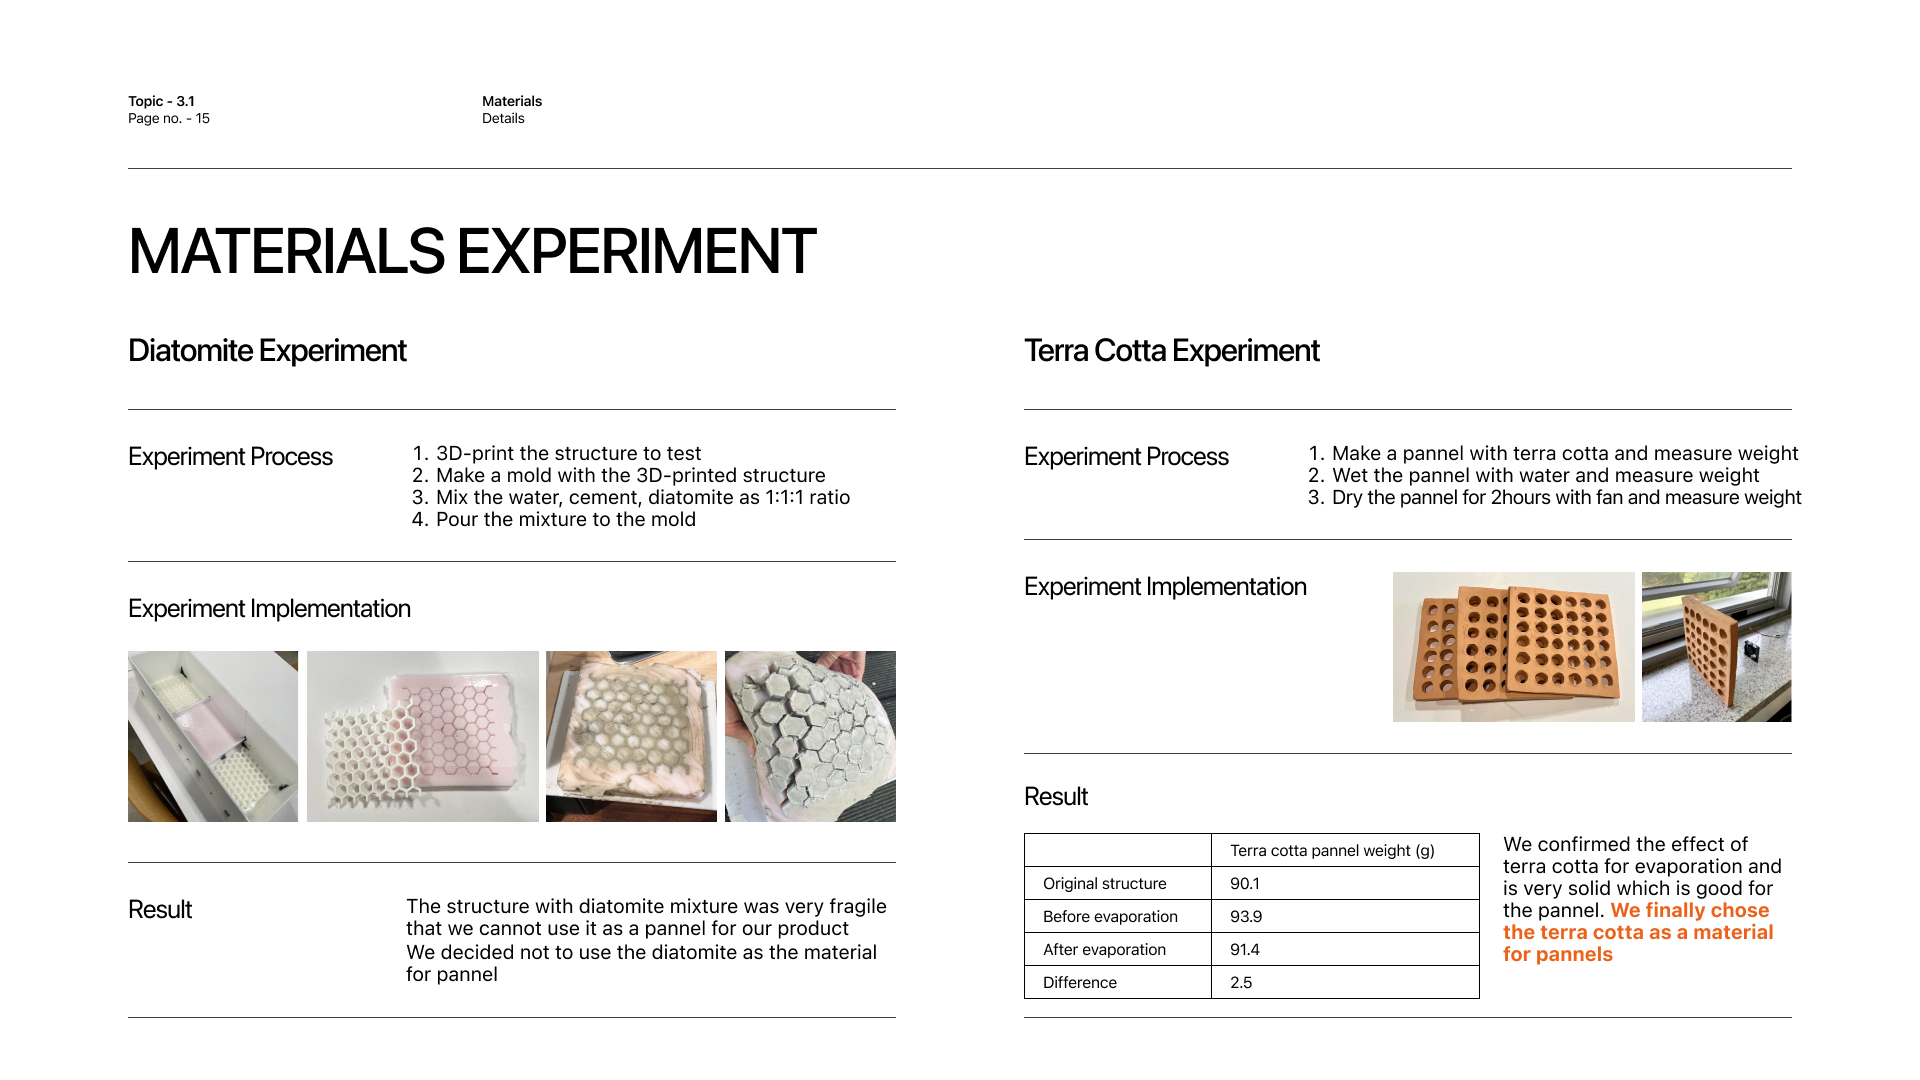 Topic - 3.1
Page no. - 15
Materials
Details
MATERIALS EXPERIMENT
Diatomite Experiment
Experiment Process
1. 3D-print the structure to test
2. Make a mold with the 3D-printed structure
3. Mix the water, cement, diatomite as 1:1:1 ratio
4. Pour the mixture to the mold
Experiment Implementation
Result
The structure with diatomite mixture was very fragile
that we cannot use it as a pannel for our product
We decided not to use the diatomite as the material
for pannel
Terra Cotta Experiment
Experiment Process
1. Make a pannel with terra cotta and measure weight
2. Wet the pannel with water and measure weight
3. Dry the pannel for 2hours with fan and measure weight
Experiment Implementation
Result
Terra cotta pannel weight (g)
Original structure 90.1
Before evaporation 93.9
After evaporation 91.4
Difference 2.5
We confirmed the effect of
terra cotta for evaporation and
is very solid which is good for
the pannel. We finally chose
the terra cotta as a material
for pannels